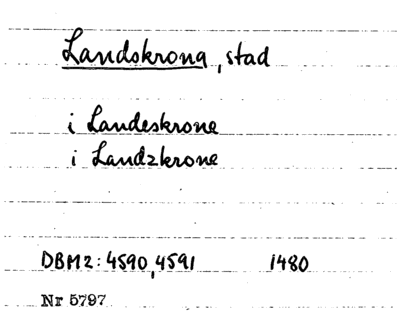 Landskrona, stad
i Landeskrone
i Landzkrone
DBM2: 4590, 4591 1480
Nr 5797